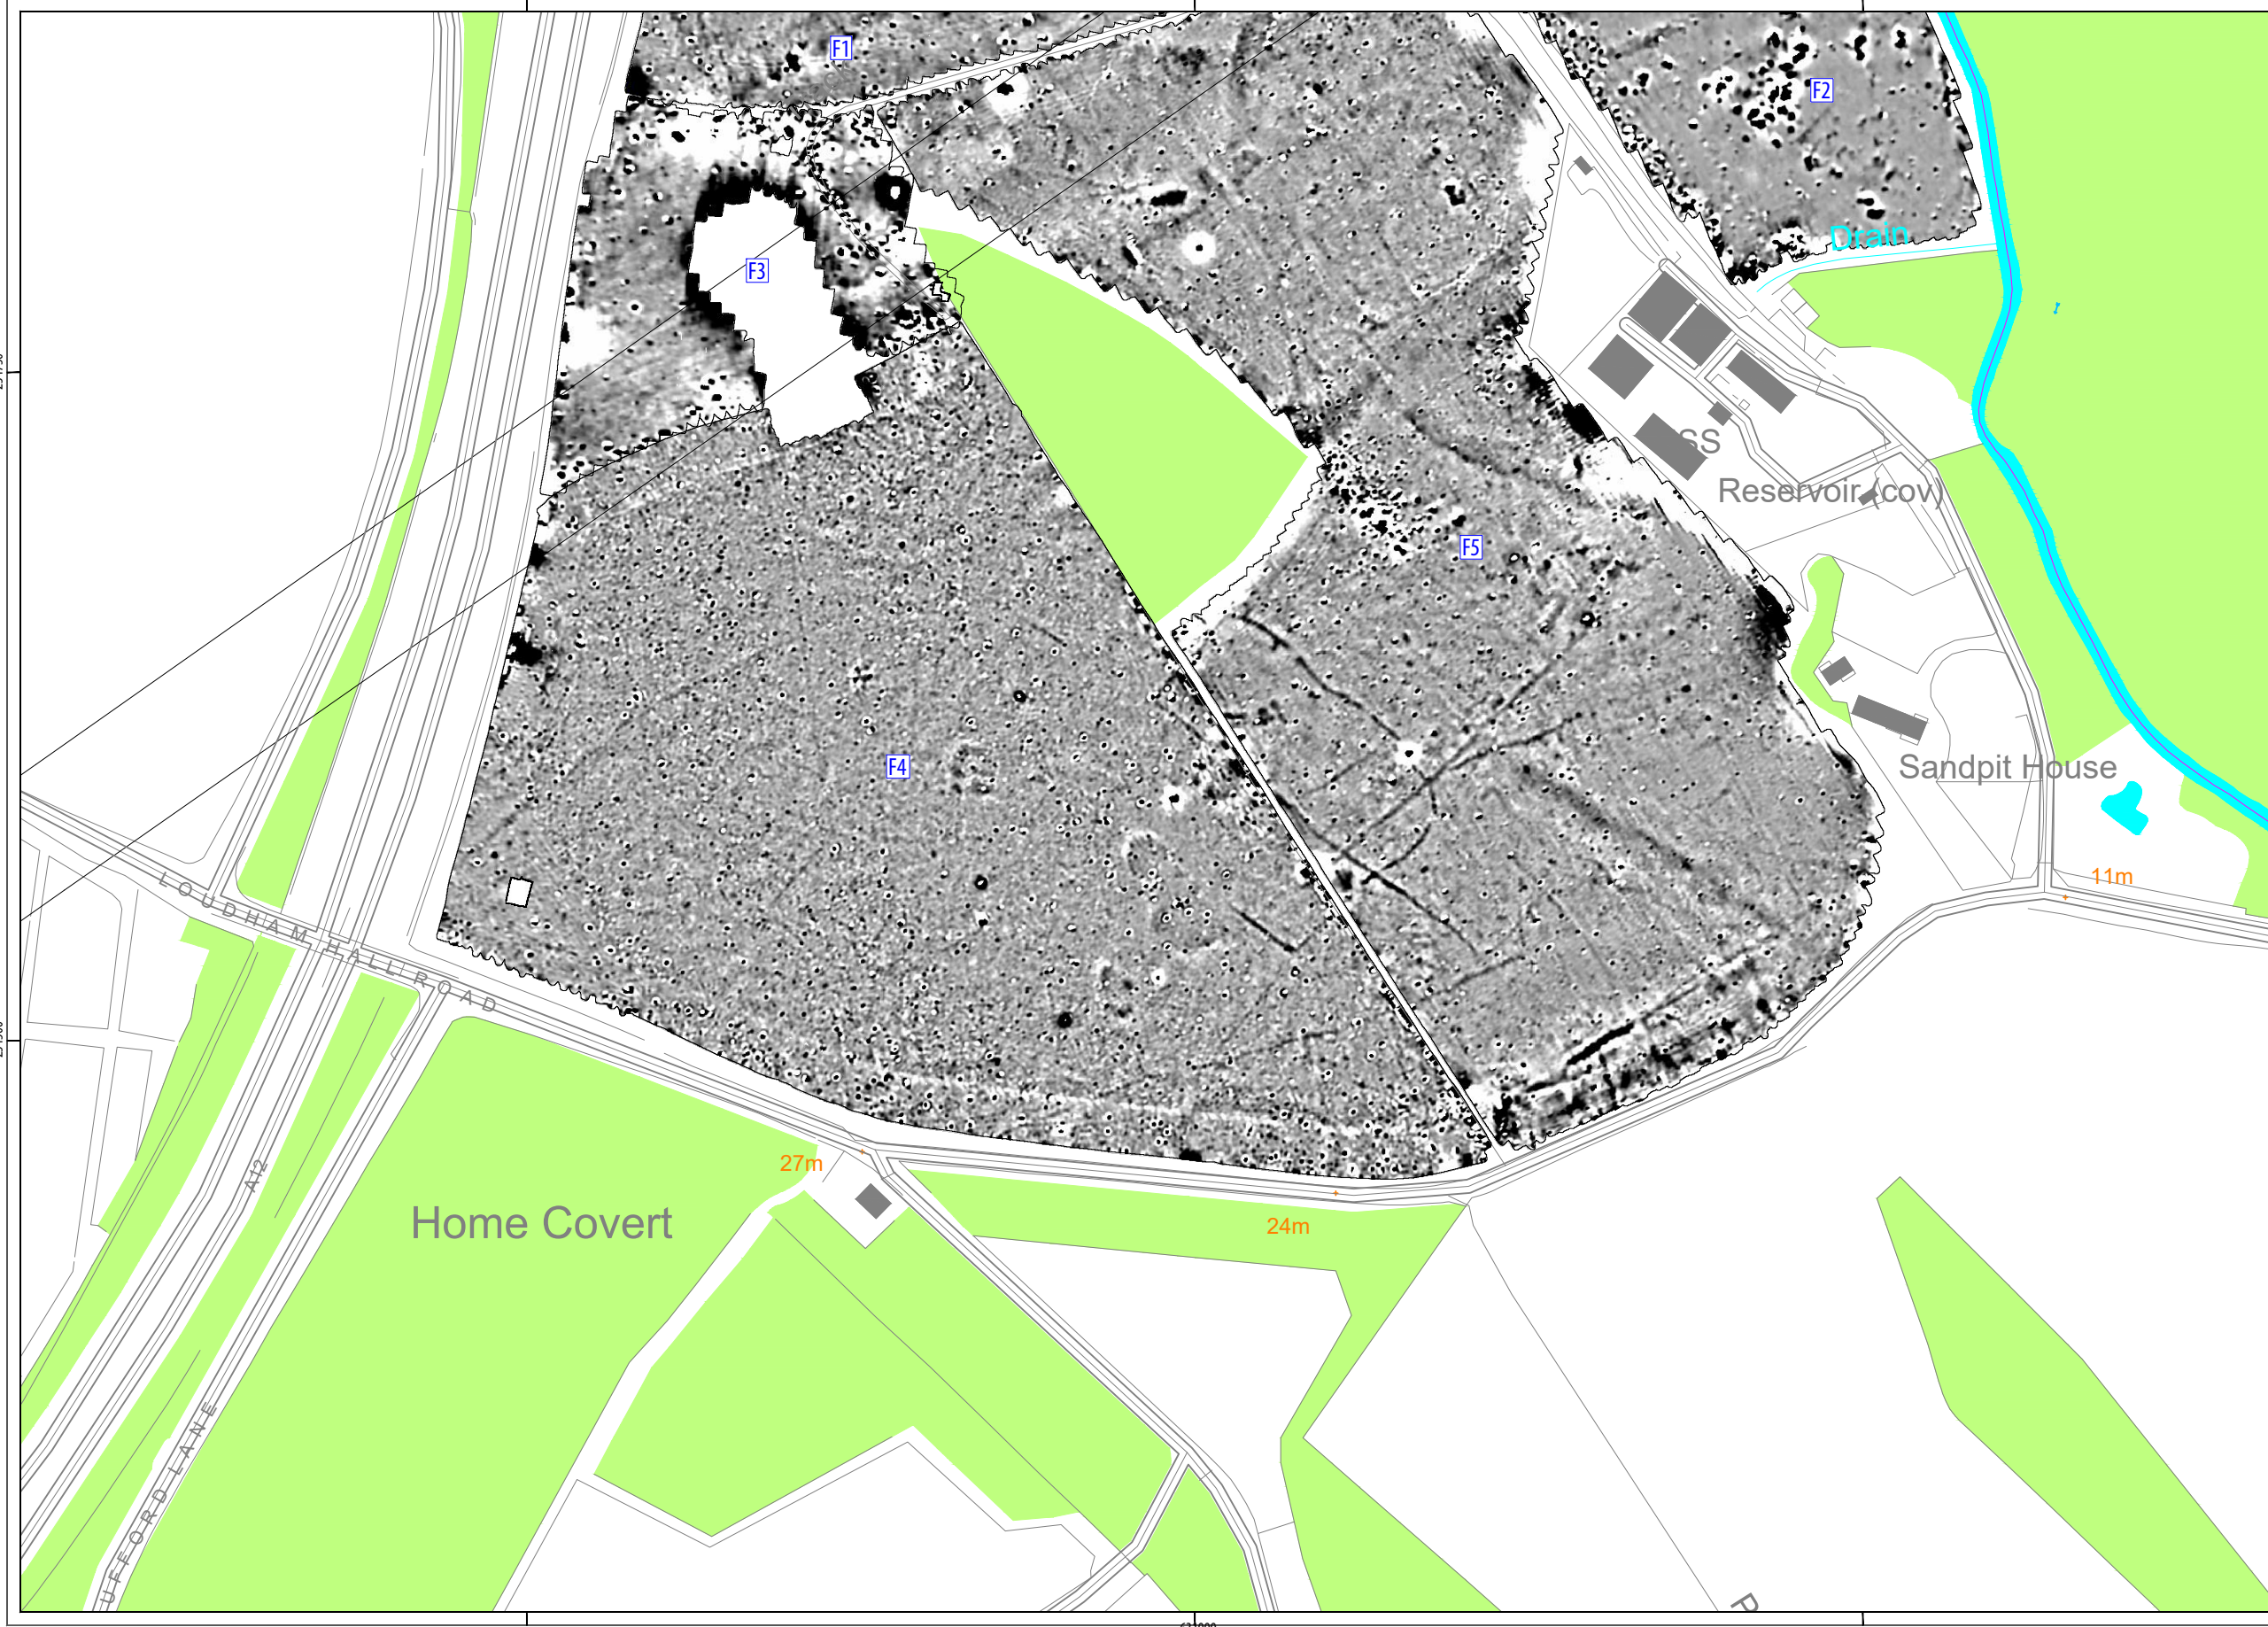 F1
F2
Drain
F3
SS
Reservoir (cov)
F5
Sandpit House
F4
11m
LOUDHAM HALL ROAD
27m
A12
Home Covert
24m
UFFORD LANE
P